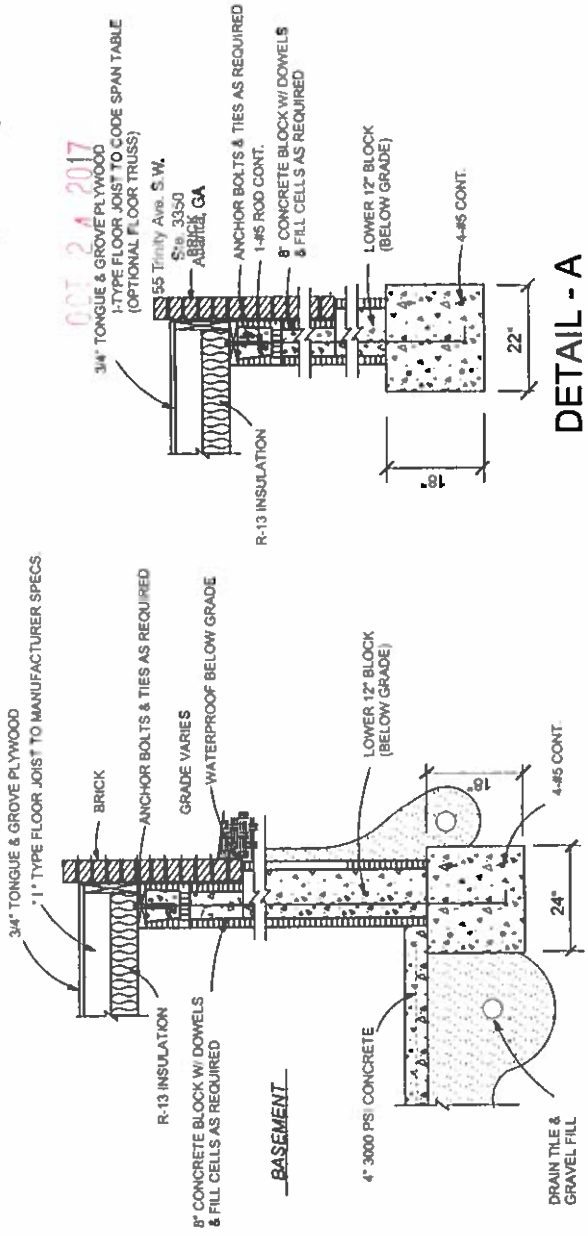 3/4" TONGUE & GROVE PLYWOOD
"I" TYPE FLOOR JOIST TO MANUFACTURER SPECS.
BRICK
ANCHOR BOLTS & TIES AS REQUIRED
GRADE VARIES
WATERPROOF BELOW GRADE
R-13 INSULATION
8" CONCRETE BLOCK W/ DOWELS
& FILL CELLS AS REQUIRED
BASEMENT
LOWER 12" BLOCK
(BELOW GRADE)
4" 3000 PSI CONCRETE
18"
4-#5 CONT.
24"
DRAIN TILE &
GRAVEL FILL
OCT 24 2017
3/4" TONGUE & GROVE PLYWOOD
I-TYPE FLOOR JOIST TO CODE SPAN TABLE
(OPTIONAL FLOOR TRUSS)
55 Trinity Ave. S.W.
Ste. 3350
BRICK
Atlanta, GA
ANCHOR BOLTS & TIES AS REQUIRED
1-#5 ROD CONT.
8" CONCRETE BLOCK W/ DOWELS
& FILL CELLS AS REQUIRED
R-13 INSULATION
LOWER 12" BLOCK
(BELOW GRADE)
4-#5 CONT.
18"
22"
DETAIL - A